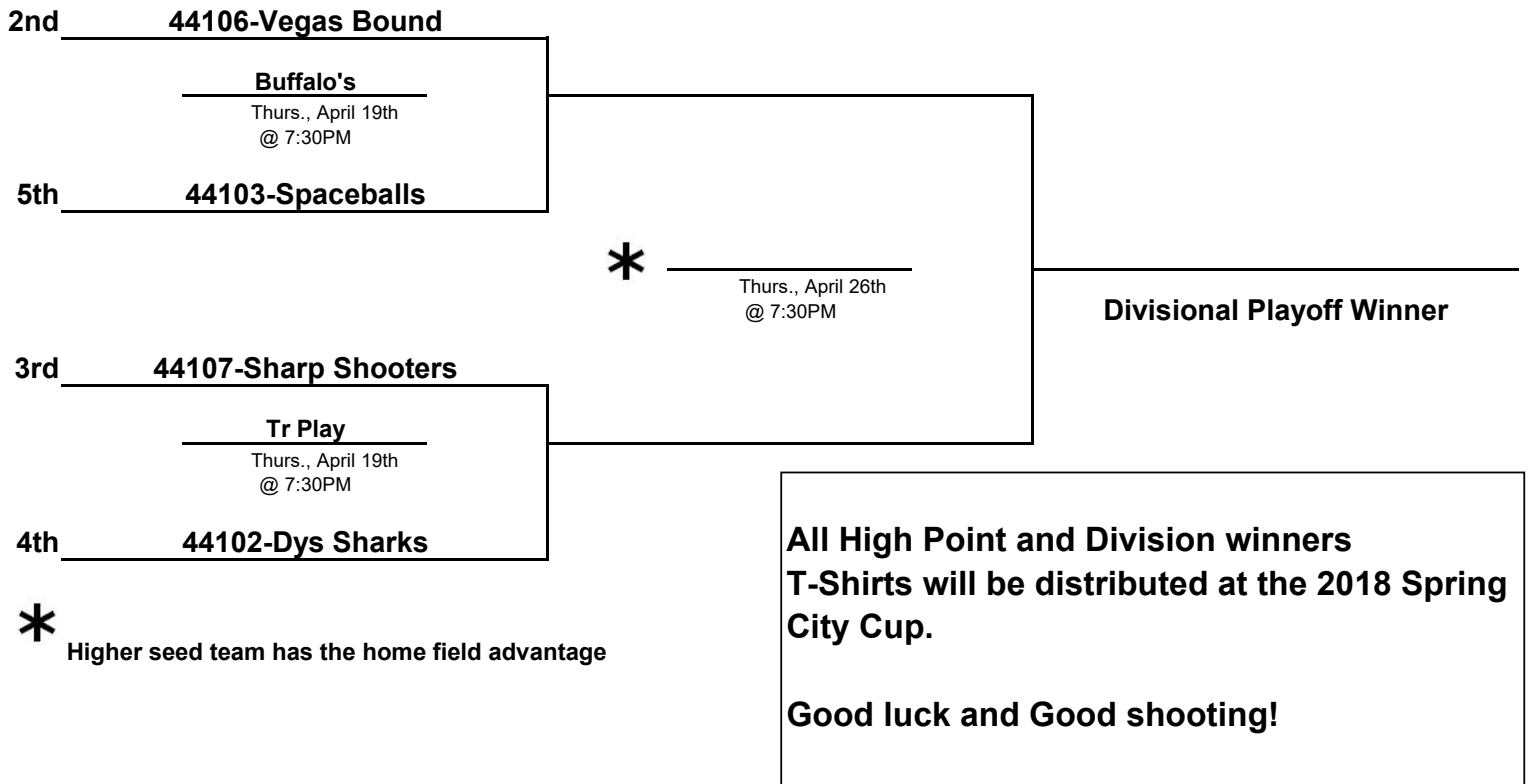 2nd 44106-Vegas Bound
Buffalo's
Thurs., April 19th
@ 7:30PM
5th 44103-Spaceballs
*
Thurs., April 26th
@ 7:30PM
Divisional Playoff Winner
3rd 44107-Sharp Shooters
Tr Play
Thurs., April 19th
@ 7:30PM
4th 44102-Dys Sharks
* Higher seed team has the home field advantage
All High Point and Division winners
T-Shirts will be distributed at the 2018 Spring
City Cup.
Good luck and Good shooting!